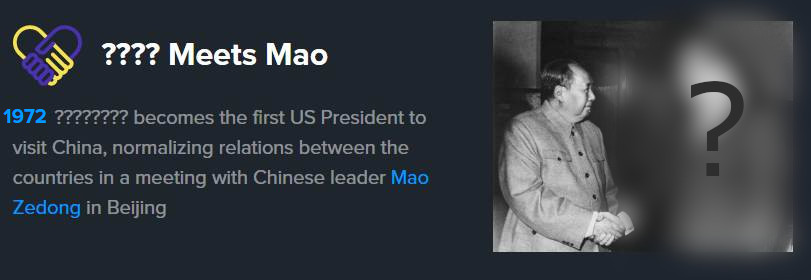 ???? Meets Mao
1972 ???????? becomes the first US President to
visit China, normalizing relations between the
countries in a meeting with Chinese leader Mao
Zedong in Beijing
?